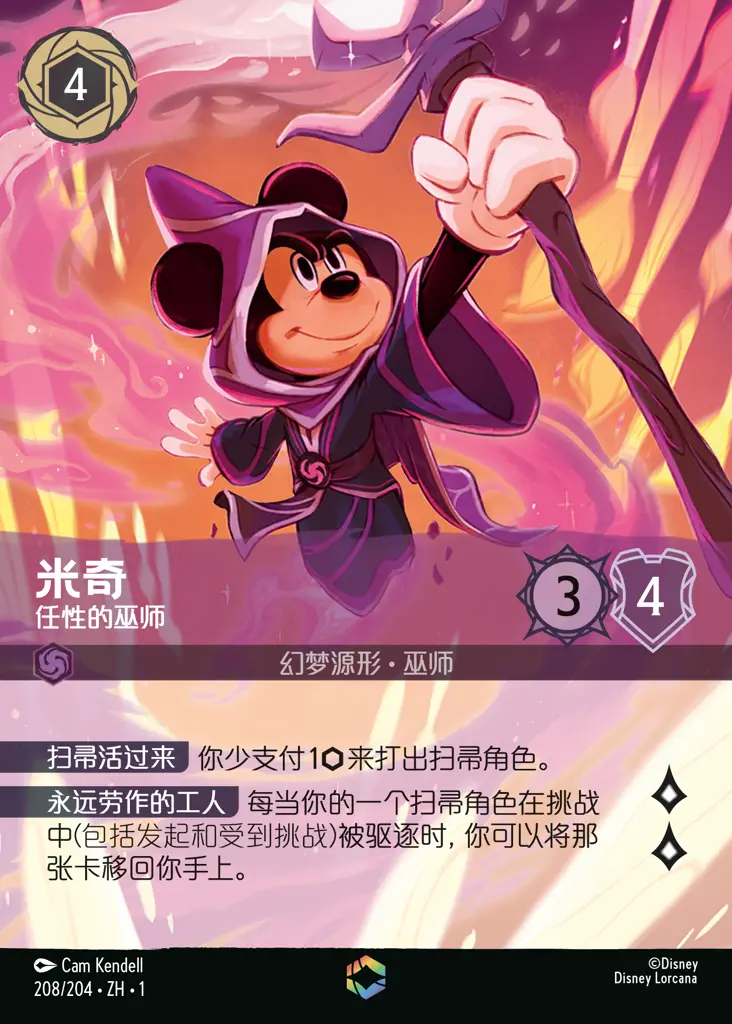 4
米奇
任性的巫师
3
4
幻梦源形 • 巫师
扫帚活过来 你少支付1⬡来打出扫帚角色。
永远劳作的工人 每当你的一个扫帚角色在挑战
中(包括发起和受到挑战)被驱逐时, 你可以将那
张卡移回你手上。
Cam Kendell
208/204 • ZH • 1
©Disney
Disney Lorcana